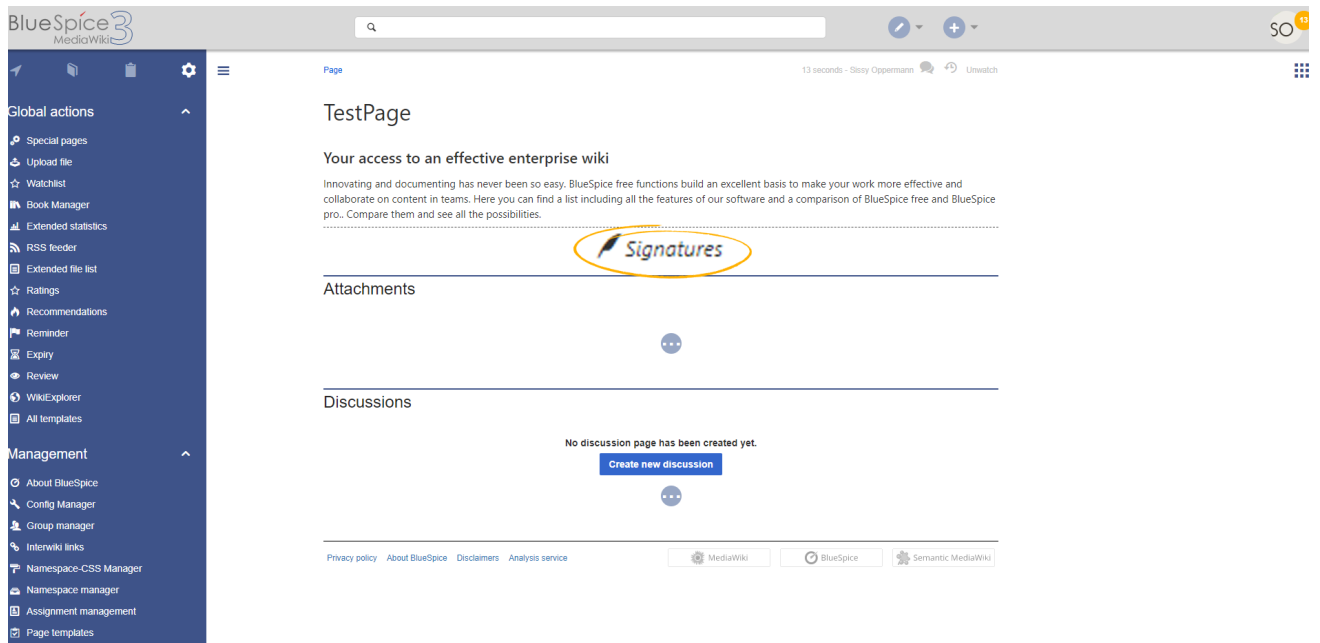 BlueSpice 3
MediaWiki
SO
13
Page
13 seconds - Sissy Oppermann
Unwatch
Global actions
Special pages
Upload file
Watchlist
Book Manager
Extended statistics
RSS feeder
Extended file list
Ratings
Recommendations
Reminder
Expiry
Review
WikiExplorer
All templates
Management
About BlueSpice
Config Manager
Group manager
Interwiki links
Namespace-CSS Manager
Namespace manager
Assignment management
Page templates
TestPage
Your access to an effective enterprise wiki
Innovating and documenting has never been so easy. BlueSpice free functions build an excellent basis to make your work more effective and
collaborate on content in teams. Here you can find a list including all the features of our software and a comparison of BlueSpice free and BlueSpice
pro.. Compare them and see all the possibilities.
Signatures
Attachments
Discussions
No discussion page has been created yet.
Create new discussion
Privacy policy About BlueSpice Disclaimers Analysis service
MediaWiki
BlueSpice
Semantic MediaWiki